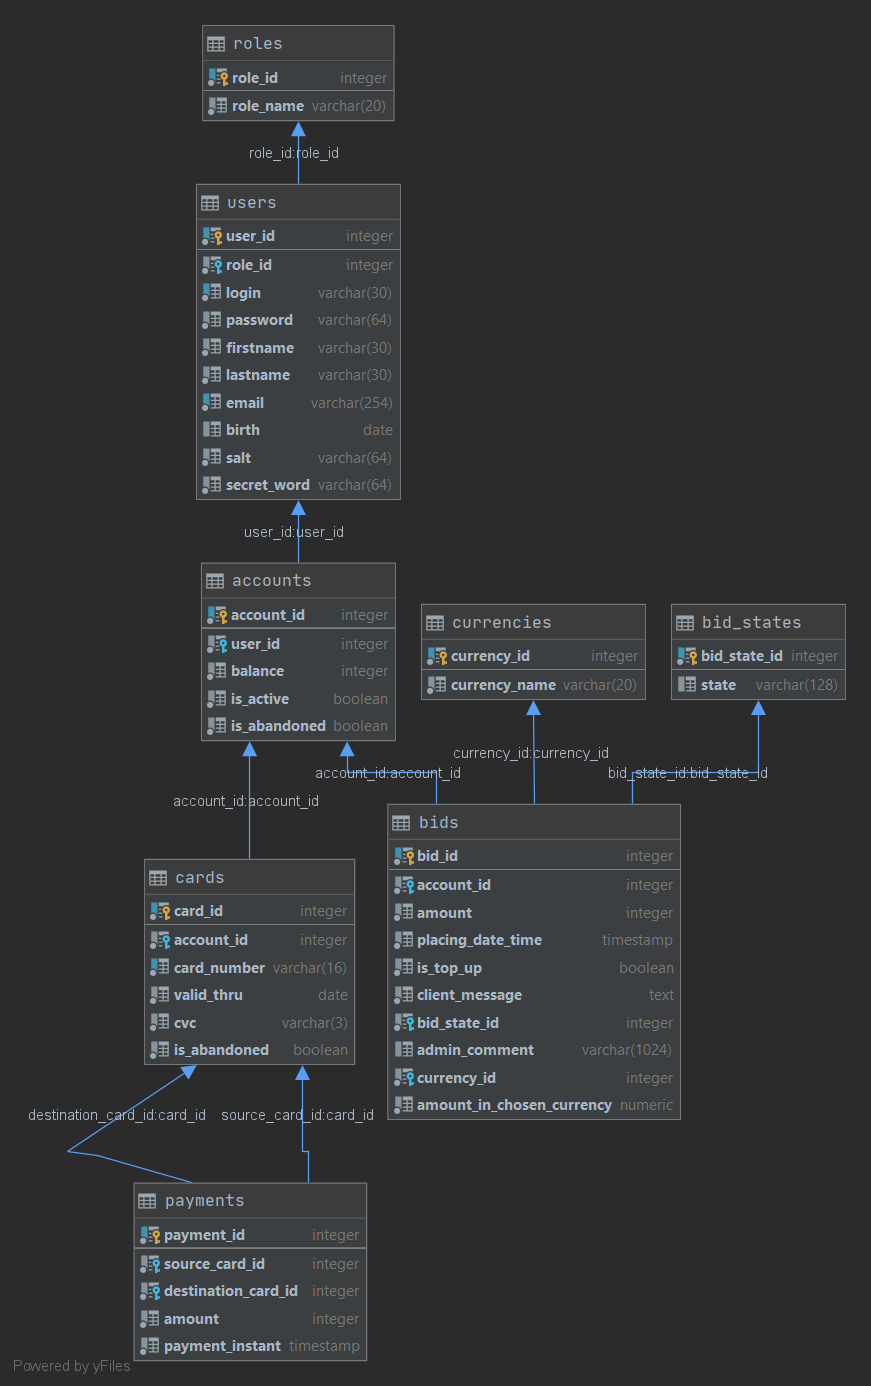 roles
role_id integer
role_name varchar(20)
role_id:role_id
users
user_id integer
role_id integer
login varchar(30)
password varchar(64)
firstname varchar(30)
lastname varchar(30)
email varchar(254)
birth date
salt varchar(64)
secret_word varchar(64)
user_id:user_id
accounts
account_id integer
user_id integer
balance integer
is_active boolean
is_abandoned boolean
currencies
currency_id integer
currency_name varchar(20)
bid_states
bid_state_id integer
state varchar(128)
currency_id:currency_id
account_id:account_id
bid_state_id:bid_state_id
account_id:account_id
bids
bid_id integer
account_id integer
amount integer
placing_date_time timestamp
is_top_up boolean
client_message text
bid_state_id integer
admin_comment varchar(1024)
currency_id integer
amount_in_chosen_currency numeric
cards
card_id integer
account_id integer
card_number varchar(16)
valid_thru date
cvc varchar(3)
is_abandoned boolean
destination_card_id:card_id
source_card_id:card_id
payments
payment_id integer
source_card_id integer
destination_card_id integer
amount integer
payment_instant timestamp
Powered by yFiles